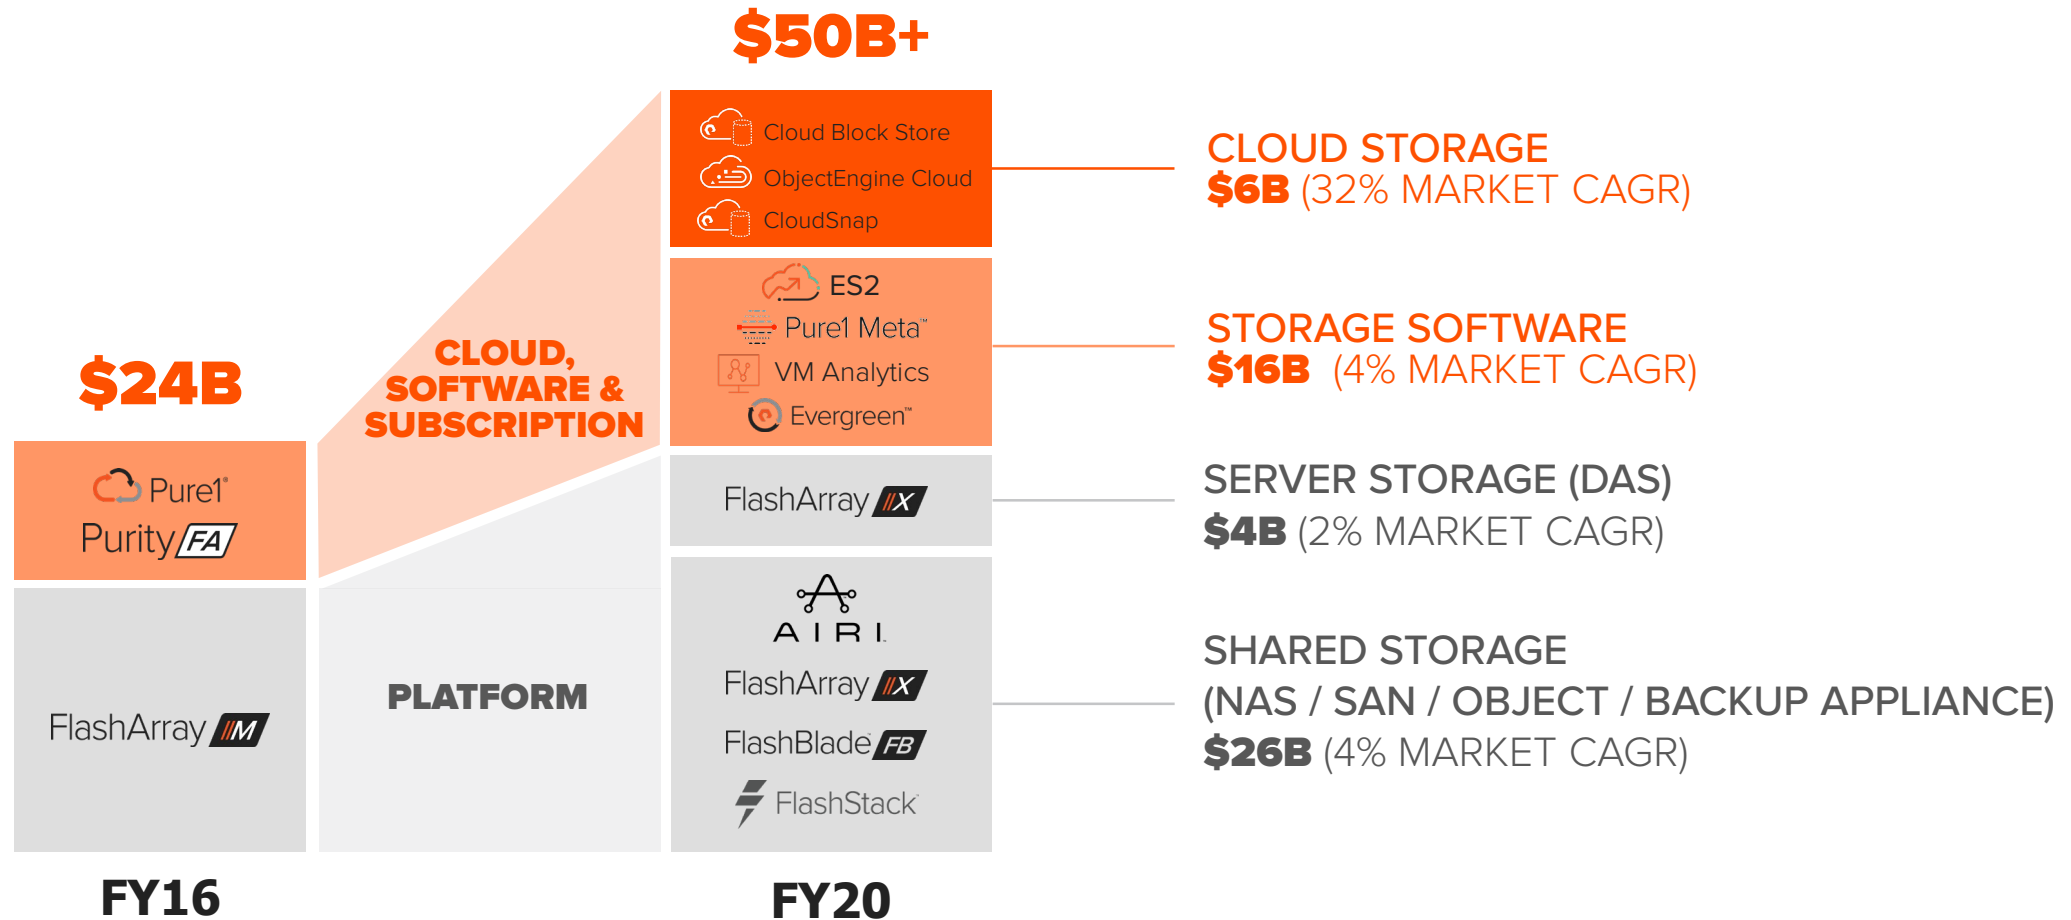 $50B+
Cloud Block Store
ObjectEngine Cloud
CloudSnap
CLOUD STORAGE
$6B (32% MARKET CAGR)
ES2
Pure1 Meta™
VM Analytics
Evergreen™
STORAGE SOFTWARE
$16B (4% MARKET CAGR)
CLOUD,
SOFTWARE &
SUBSCRIPTION
$24B
Pure1®
Purity FA
FlashArray //X
SERVER STORAGE (DAS)
$4B (2% MARKET CAGR)
AIRI™
FlashArray //X
FlashBlade™ FB
FlashStack™
SHARED STORAGE
(NAS / SAN / OBJECT / BACKUP APPLIANCE)
$26B (4% MARKET CAGR)
PLATFORM
FlashArray //M
FY16
FY20